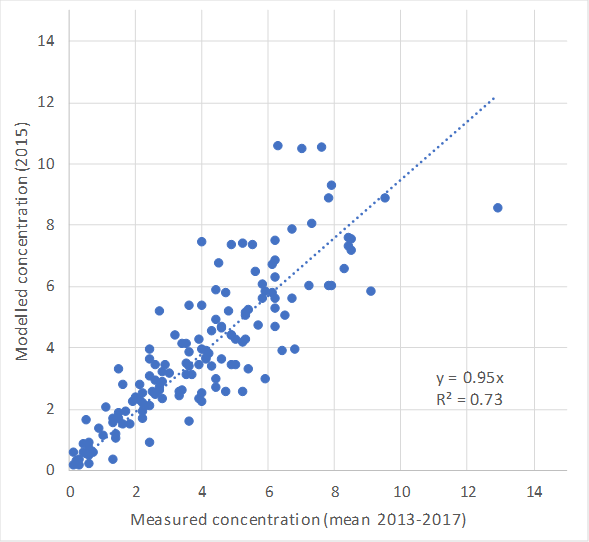 14
12
10
8
6
4
2
0
Modelled concentration (2015)
y = 0.95x
R² = 0.73
0 2 4 6 8 10 12 14
Measured concentration (mean 2013-2017)